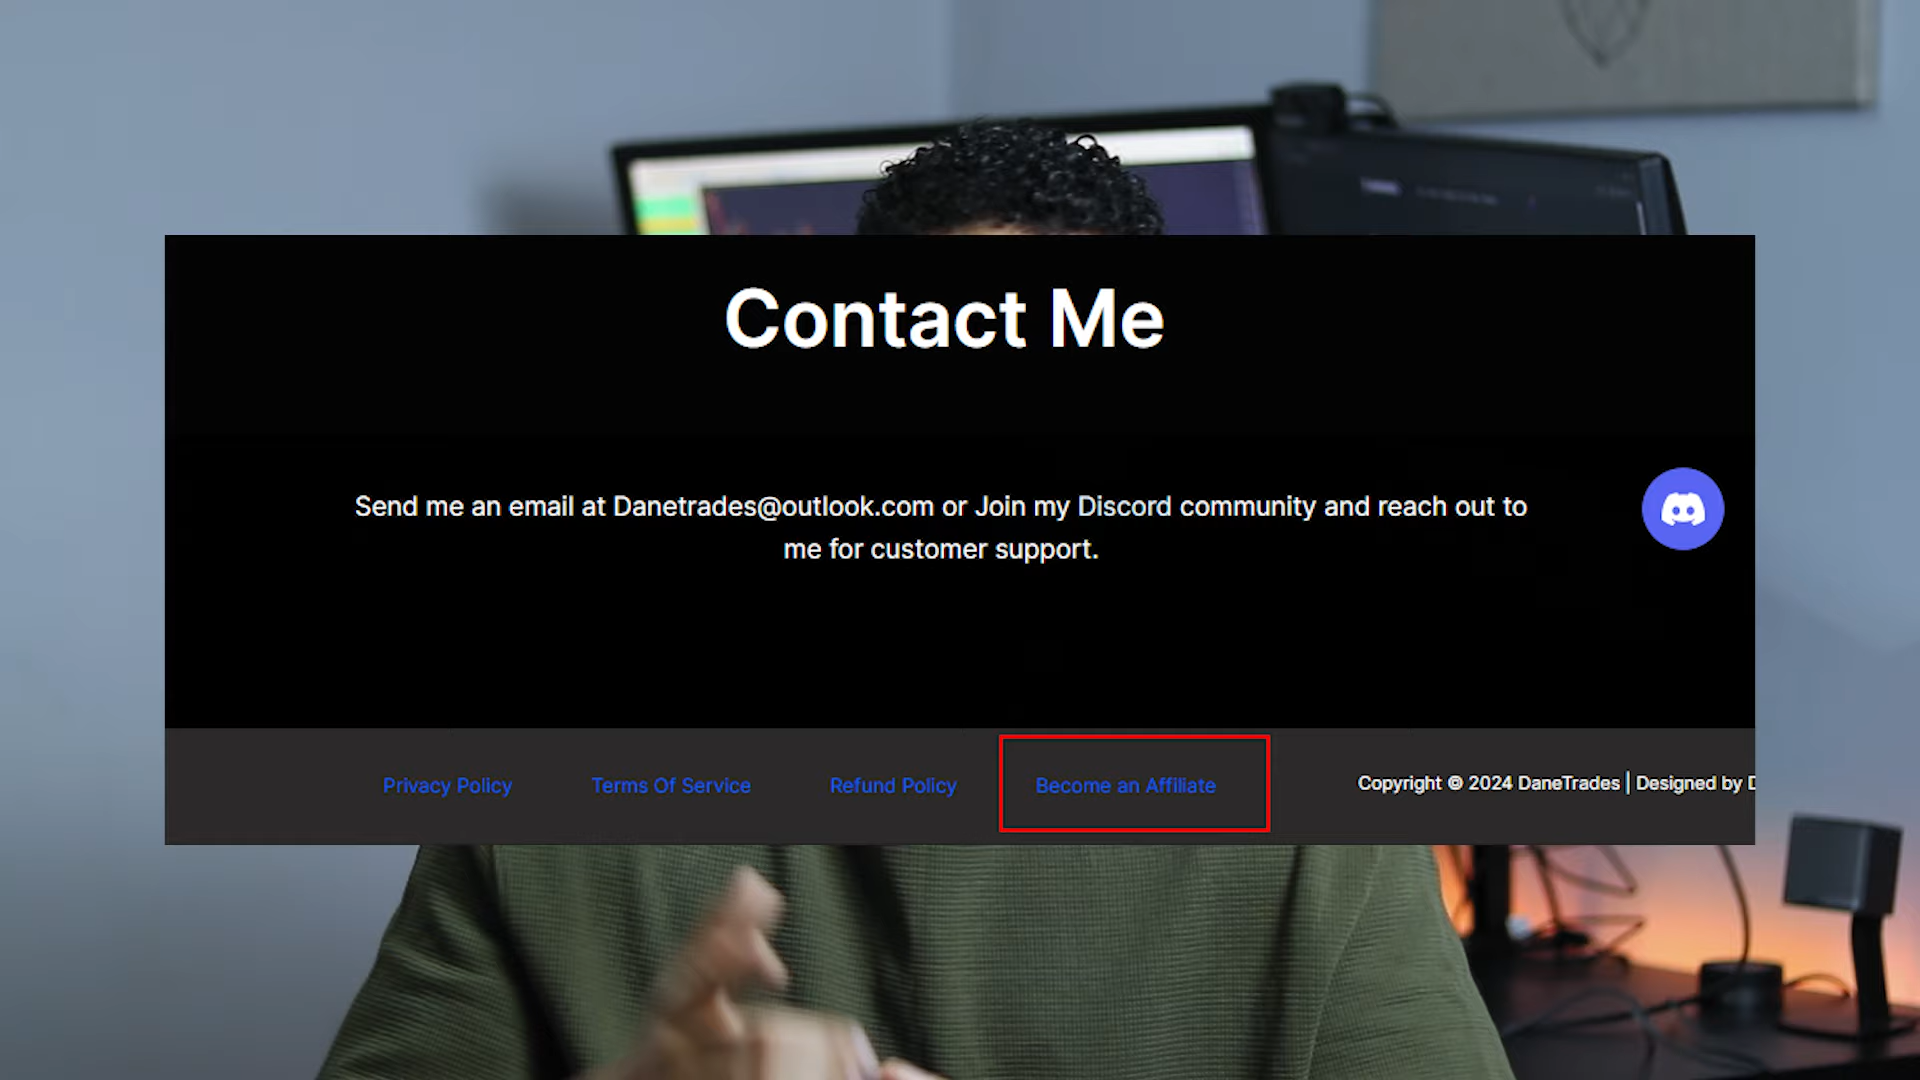 Contact Me
Send me an email at Danetrades@outlook.com or Join my Discord community and reach out to
me for customer support.
Privacy Policy
Terms Of Service
Refund Policy
Become an Affiliate
Copyright © 2024 DaneTrades | Designed by D